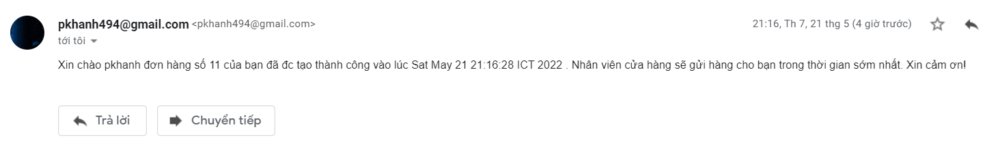 pkhanh494@gmail.com <pkhanh494@gmail.com> 21:16, Th 7, 21 thg 5 (4 giờ trước)
tới tôi
Xin chào pkhanh đơn hàng số 11 của bạn đã đc tạo thành công vào lúc Sat May 21 21:16:28 ICT 2022 . Nhân viên cửa hàng sẽ gửi hàng cho bạn trong thời gian sớm nhất. Xin cảm ơn!
Trả lời Chuyển tiếp